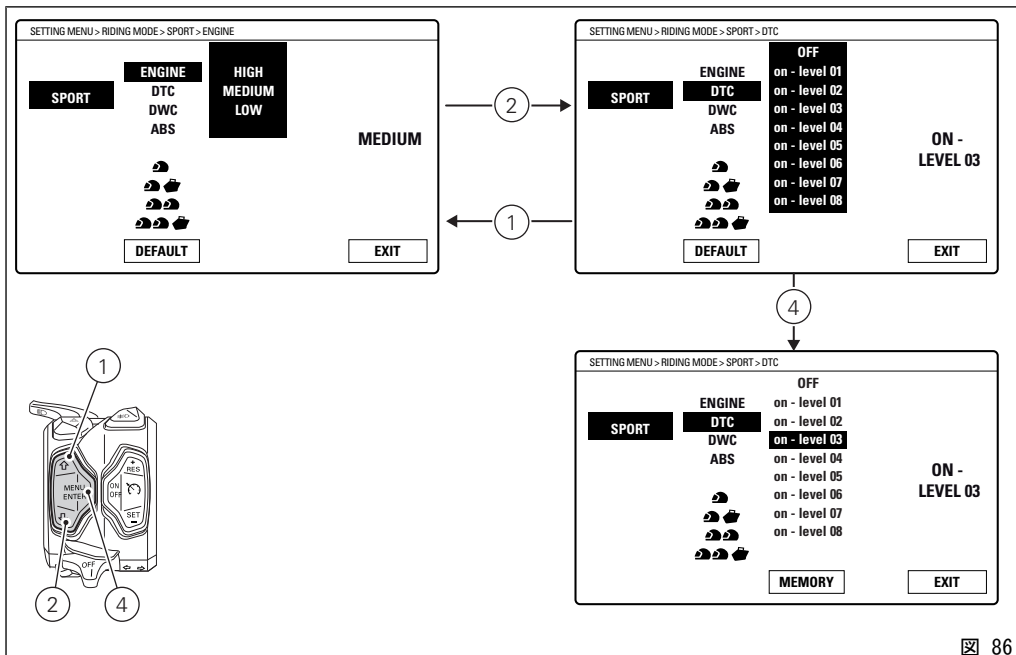 SETTING MENU > RIDING MODE > SPORT > ENGINE
SPORT
ENGINE
DTC
DWC
ABS
HIGH
MEDIUM
LOW
MEDIUM
DEFAULT
EXIT
2
1
SETTING MENU > RIDING MODE > SPORT > DTC
SPORT
ENGINE
DTC
DWC
ABS
OFF
on - level 01
on - level 02
on - level 03
on - level 04
on - level 05
on - level 06
on - level 07
on - level 08
ON -
LEVEL 03
DEFAULT
EXIT
4
SETTING MENU > RIDING MODE > SPORT > DTC
SPORT
ENGINE
DTC
DWC
ABS
OFF
on - level 01
on - level 02
on - level 03
on - level 04
on - level 05
on - level 06
on - level 07
on - level 08
ON -
LEVEL 03
MEMORY
EXIT
1
MENU
ENTER
+
RES
ON
OFF
SET
–
OFF
2
4
図 86